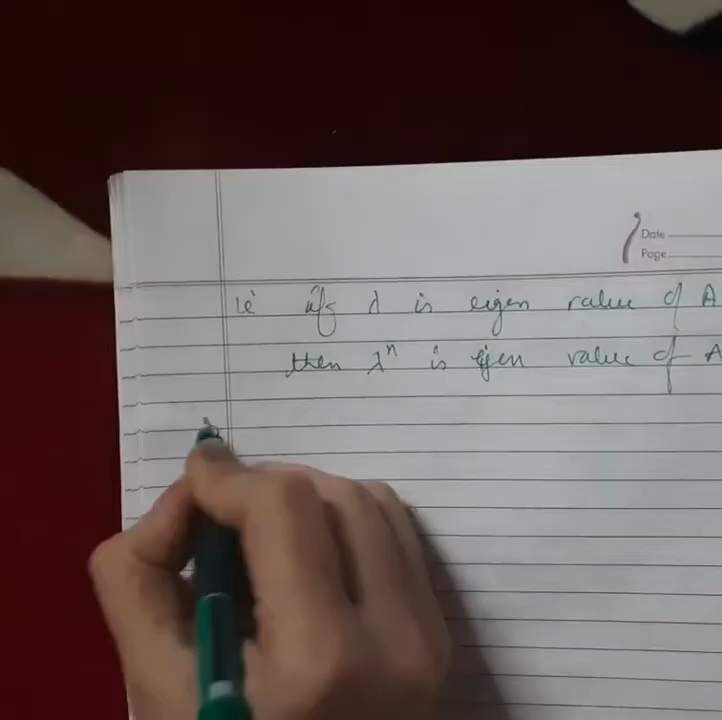 Date
Page
ie if λ is eigen value of A
then λⁿ is eigen value of A